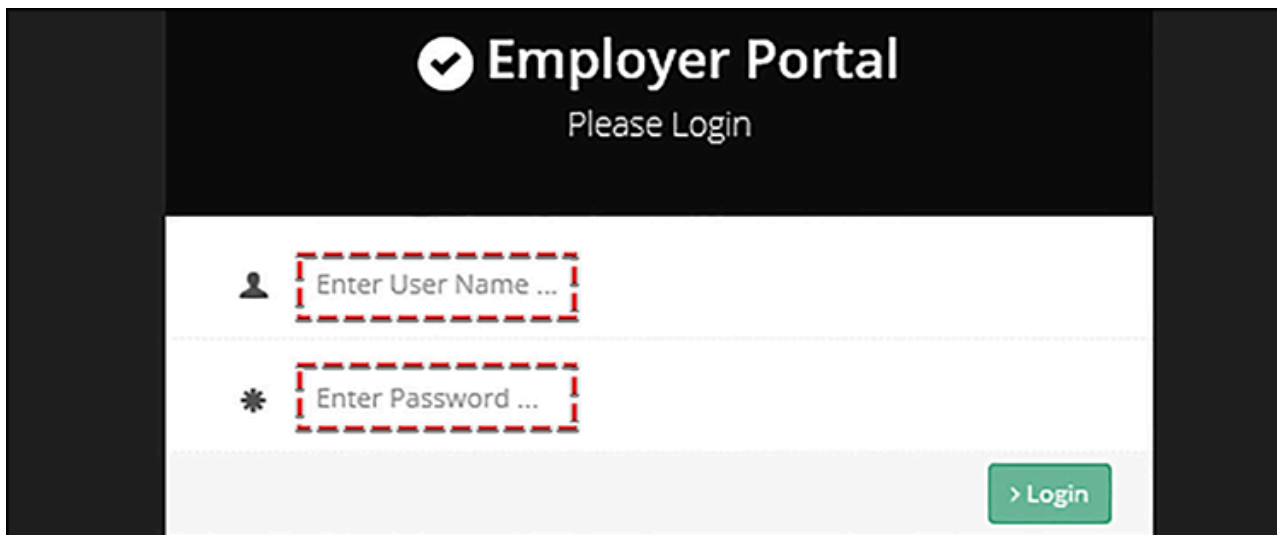 Employer Portal
Please Login
Enter User Name ...
Enter Password ...
> Login